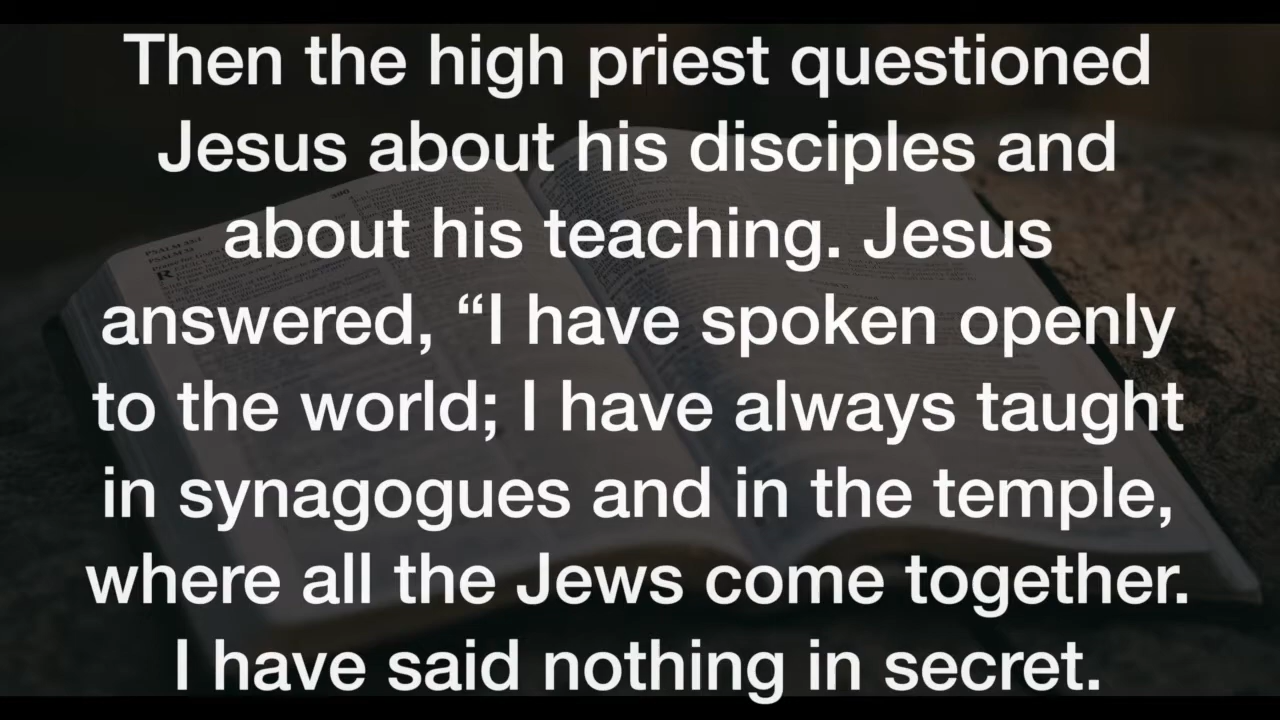 Then the high priest questioned
Jesus about his disciples and
about his teaching. Jesus
answered, “I have spoken openly
to the world; I have always taught
in synagogues and in the temple,
where all the Jews come together.
I have said nothing in secret.